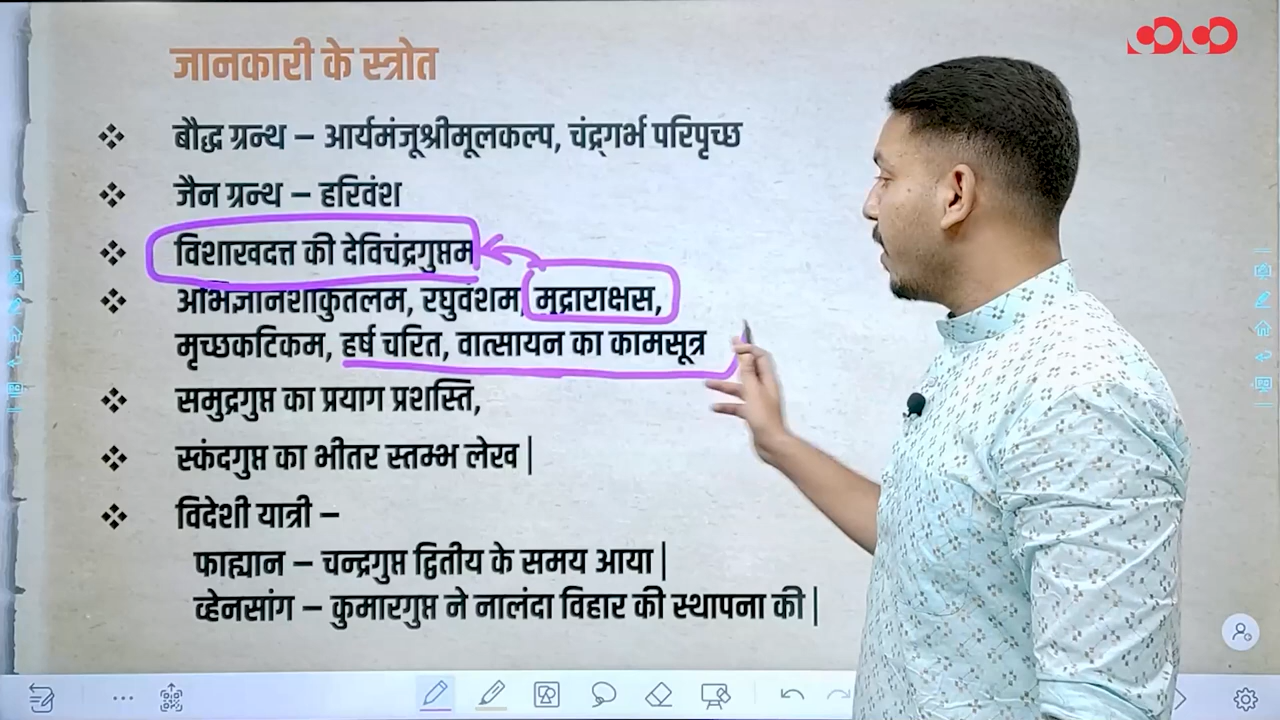 जानकारी के स्त्रोत
❖ बौद्ध ग्रन्थ – आर्यमंजूश्रीमूलकल्प, चंद्रगर्भ परिपृच्छ
❖ जैन ग्रन्थ – हरिवंश
❖ विशाखदत्त की देविचंद्रगुप्तम
❖ अभिज्ञानशाकुंतलम, रघुवंशम, मुद्राराक्षस,
मृच्छकटिकम, हर्ष चरित, वात्सायन का कामसूत्र
❖ समुद्रगुप्त का प्रयाग प्रशस्ति,
❖ स्कंदगुप्त का भीतर स्तम्भ लेख |
❖ विदेशी यात्री –
फाह्यान – चन्द्रगुप्त द्वितीय के समय आया |
व्हेनसांग – कुमारगुप्त ने नालंदा विहार की स्थापना की |